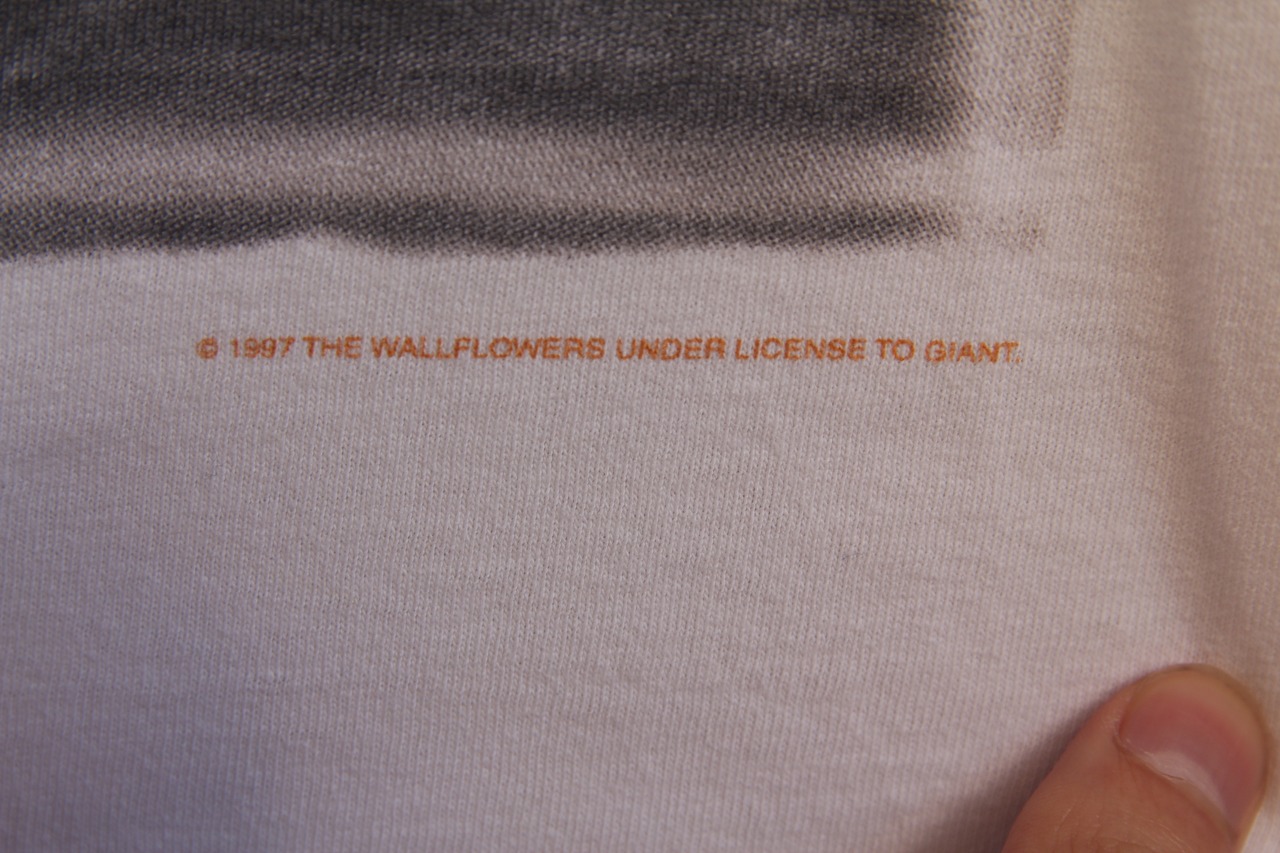 © 1997 THE WALLFLOWERS UNDER LICENSE TO GIANT.